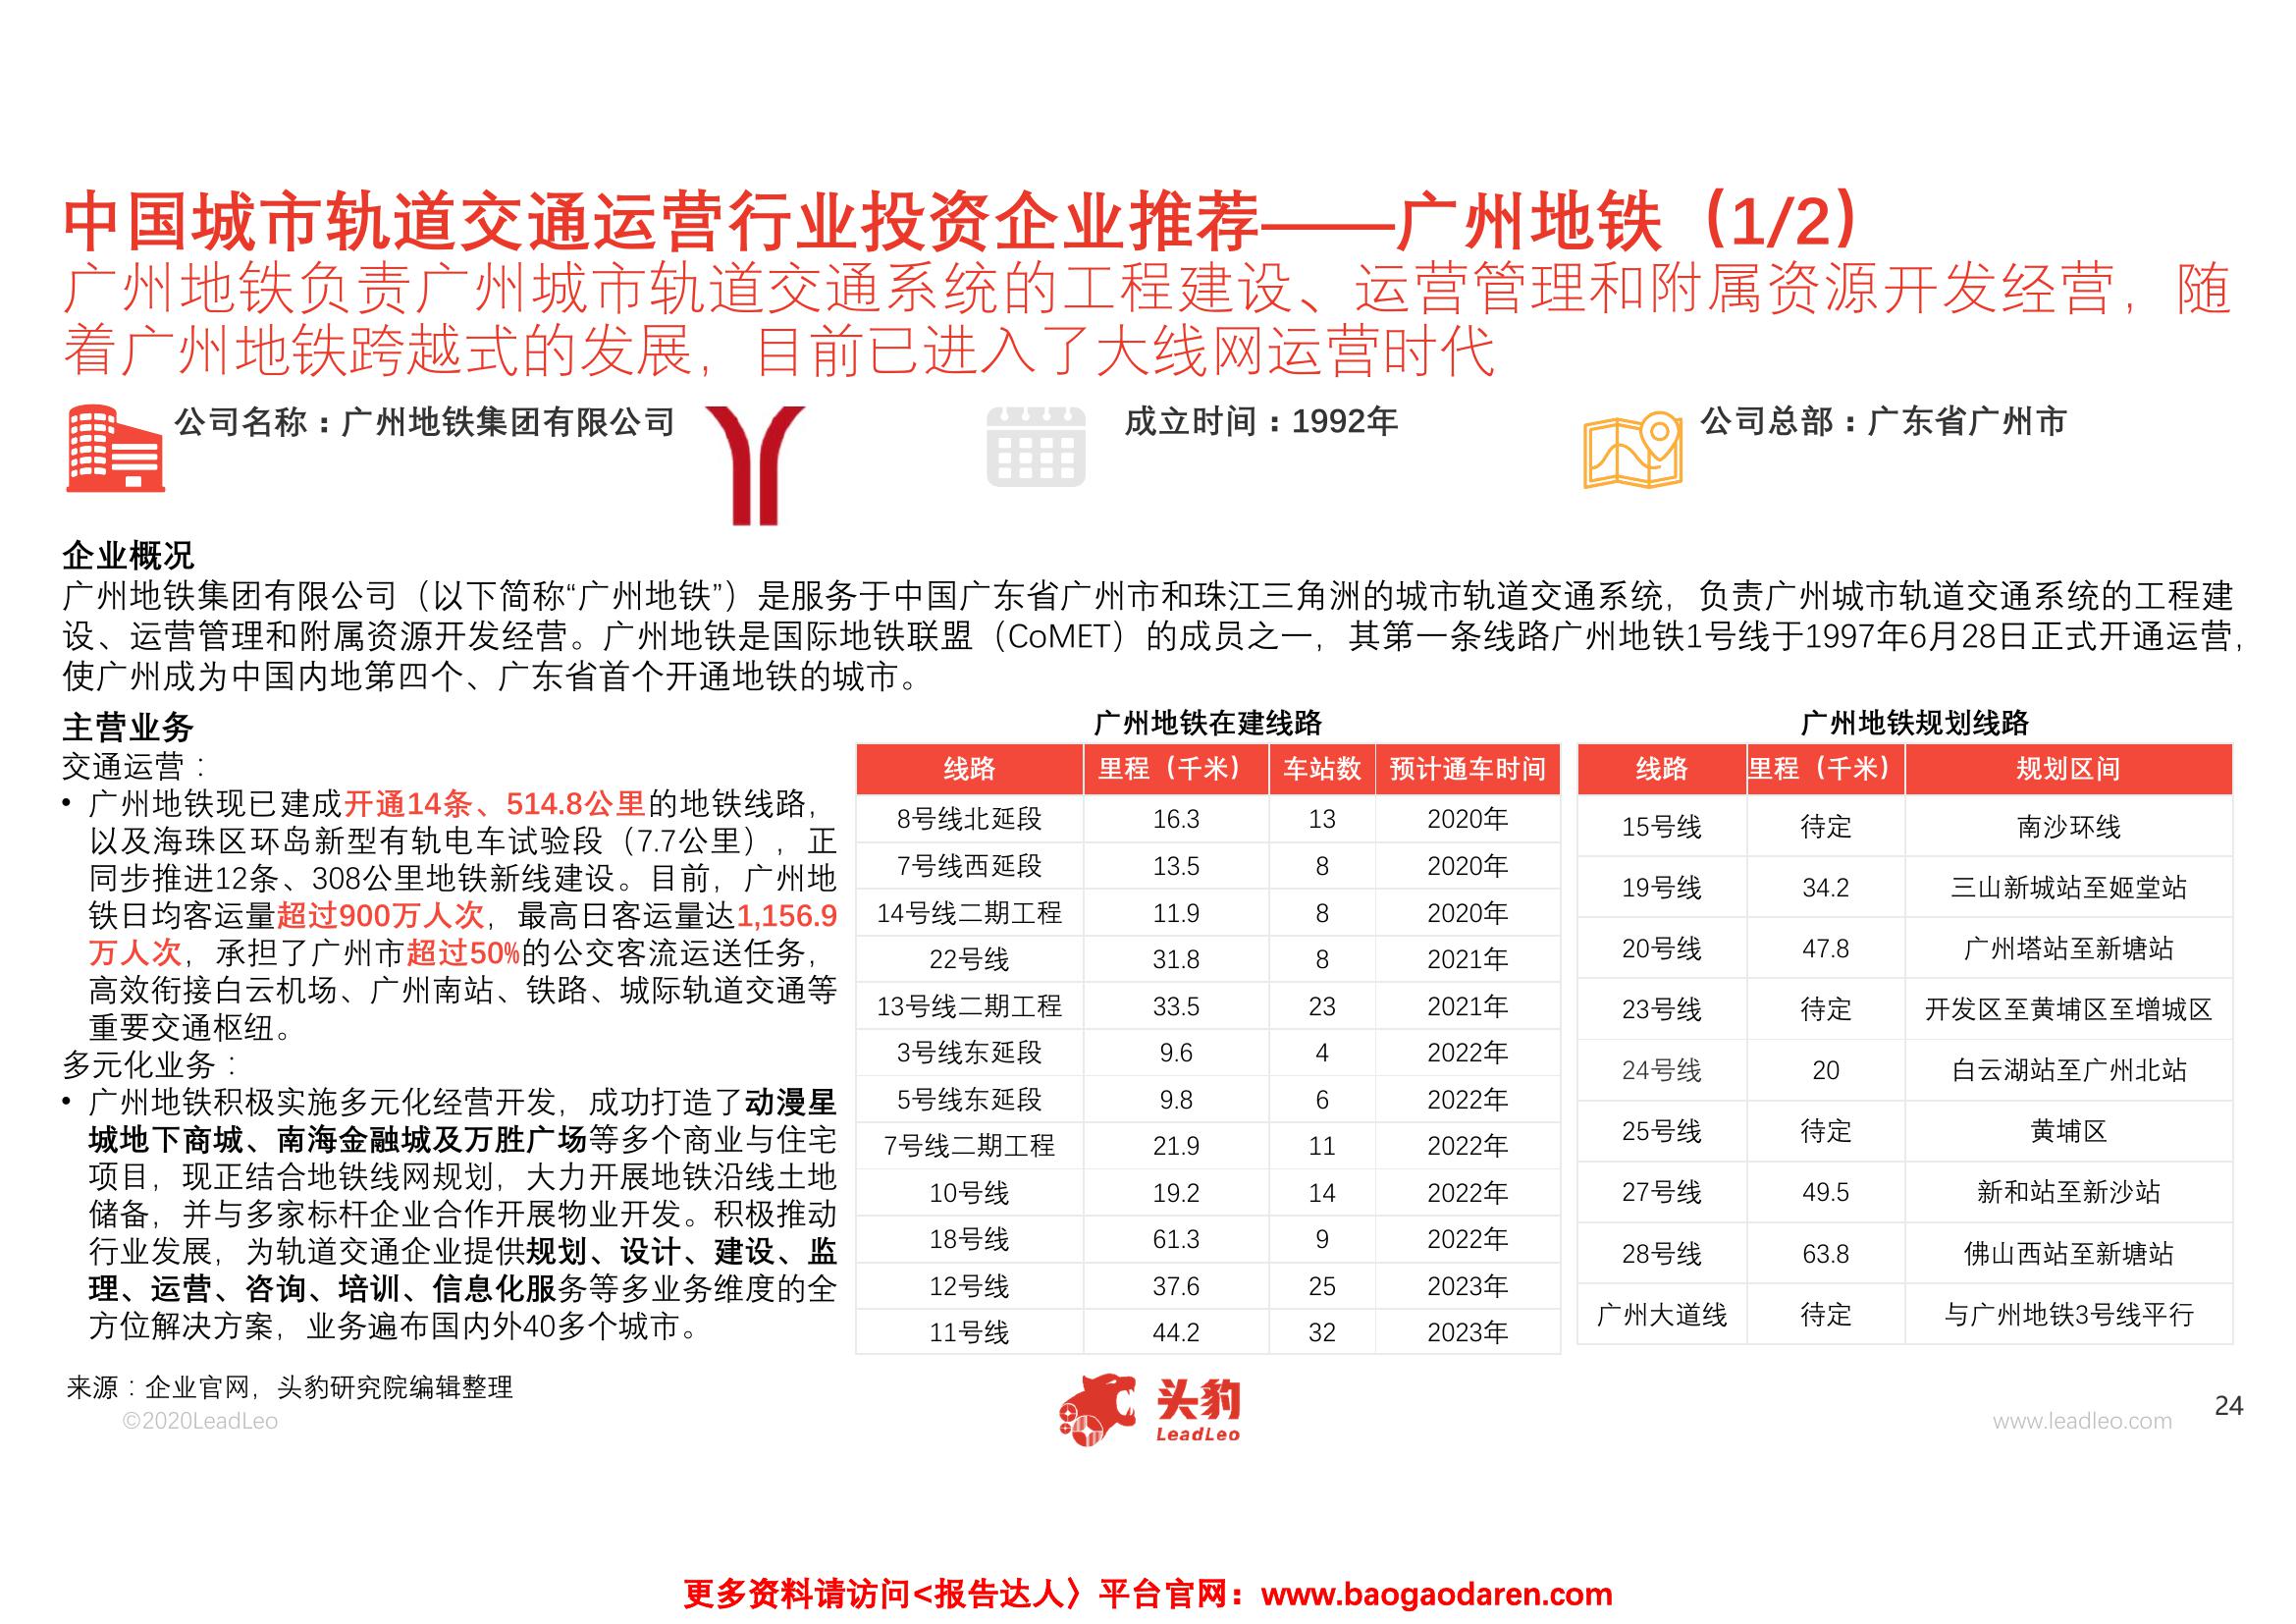 中国城市轨道交通运营行业投资企业推荐——广州地铁（1/2）
广州地铁负责广州城市轨道交通系统的工程建设、运营管理和附属资源开发经营，随
着广州地铁跨越式的发展，目前已进入了大线网运营时代
公司名称：广州地铁集团有限公司
成立时间：1992年
公司总部：广东省广州市
企业概况
广州地铁集团有限公司（以下简称“广州地铁”）是服务于中国广东省广州市和珠江三角洲的城市轨道交通系统，负责广州城市轨道交通系统的工程建
设、运营管理和附属资源开发经营。广州地铁是国际地铁联盟（CoMET）的成员之一，其第一条线路广州地铁1号线于1997年6月28日正式开通运营，
使广州成为中国内地第四个、广东省首个开通地铁的城市。
主营业务
交通运营：
• 广州地铁现已建成开通14条、514.8公里的地铁线路，
以及海珠区环岛新型有轨电车试验段（7.7公里），正
同步推进12条、308公里地铁新线建设。目前，广州地
铁日均客运量超过900万人次，最高日客运量达1,156.9
万人次，承担了广州市超过50%的公交客流运送任务，
高效衔接白云机场、广州南站、铁路、城际轨道交通等
重要交通枢纽。
多元化业务：
• 广州地铁积极实施多元化经营开发，成功打造了动漫星
城地下商城、南海金融城及万胜广场等多个商业与住宅
项目，现正结合地铁线网规划，大力开展地铁沿线土地
储备，并与多家标杆企业合作开展物业开发。积极推动
行业发展，为轨道交通企业提供规划、设计、建设、监
理、运营、咨询、培训、信息化服务等多业务维度的全
方位解决方案，业务遍布国内外40多个城市。
广州地铁在建线路
线路 里程（千米） 车站数 预计通车时间
8号线北延段 16.3 13 2020年
7号线西延段 13.5 8 2020年
14号线二期工程 11.9 8 2020年
22号线 31.8 8 2021年
13号线二期工程 33.5 23 2021年
3号线东延段 9.6 4 2022年
5号线东延段 9.8 6 2022年
7号线二期工程 21.9 11 2022年
10号线 19.2 14 2022年
18号线 61.3 9 2022年
12号线 37.6 25 2023年
11号线 44.2 32 2023年
广州地铁规划线路
线路 里程（千米） 规划区间
15号线 待定 南沙环线
19号线 34.2 三山新城站至姬堂站
20号线 47.8 广州塔站至新塘站
23号线 待定 开发区至黄埔区至增城区
24号线 20 白云湖站至广州北站
25号线 待定 黄埔区
27号线 49.5 新和站至新沙站
28号线 63.8 佛山西站至新塘站
广州大道线 待定 与广州地铁3号线平行
来源：企业官网，头豹研究院编辑整理
©2020LeadLeo
头豹
LeadLeo
www.leadleo.com
24
更多资料请访问<报告达人〉平台官网：www.baogaodaren.com